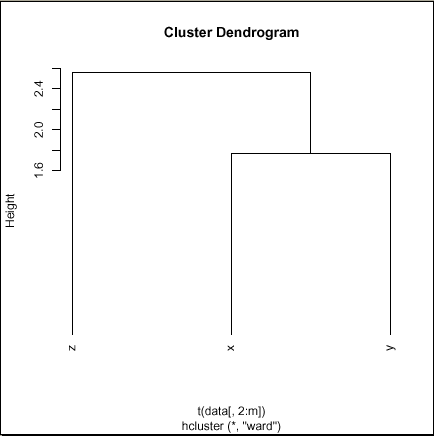 Cluster Dendrogram
Height
2.4
2.0
1.6
z
x
y
t(data[, 2:m])
hcluster (*, "ward")